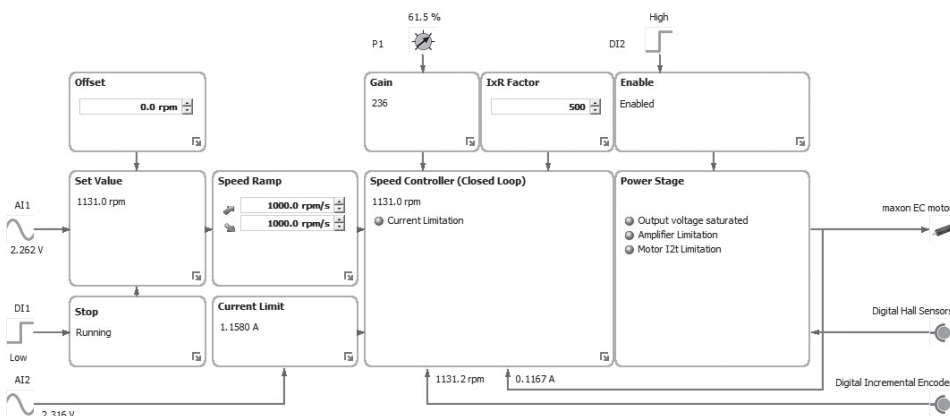 61.5 %
P1
High
DI2
Offset
0.0 rpm
Gain
236
IxR Factor
500
Enable
Enabled
AI1
2.262 V
Set Value
1131.0 rpm
Speed Ramp
1000.0 rpm/s
1000.0 rpm/s
Speed Controller (Closed Loop)
1131.0 rpm
Current Limitation
Power Stage
Output voltage saturated
Amplifier Limitation
Motor I2t Limitation
maxon EC motor
DI1
Low
Stop
Running
Current Limit
1.1580 A
Digital Hall Sensors
AI2
2.316 V
1131.2 rpm
0.1167 A
Digital Incremental Encode